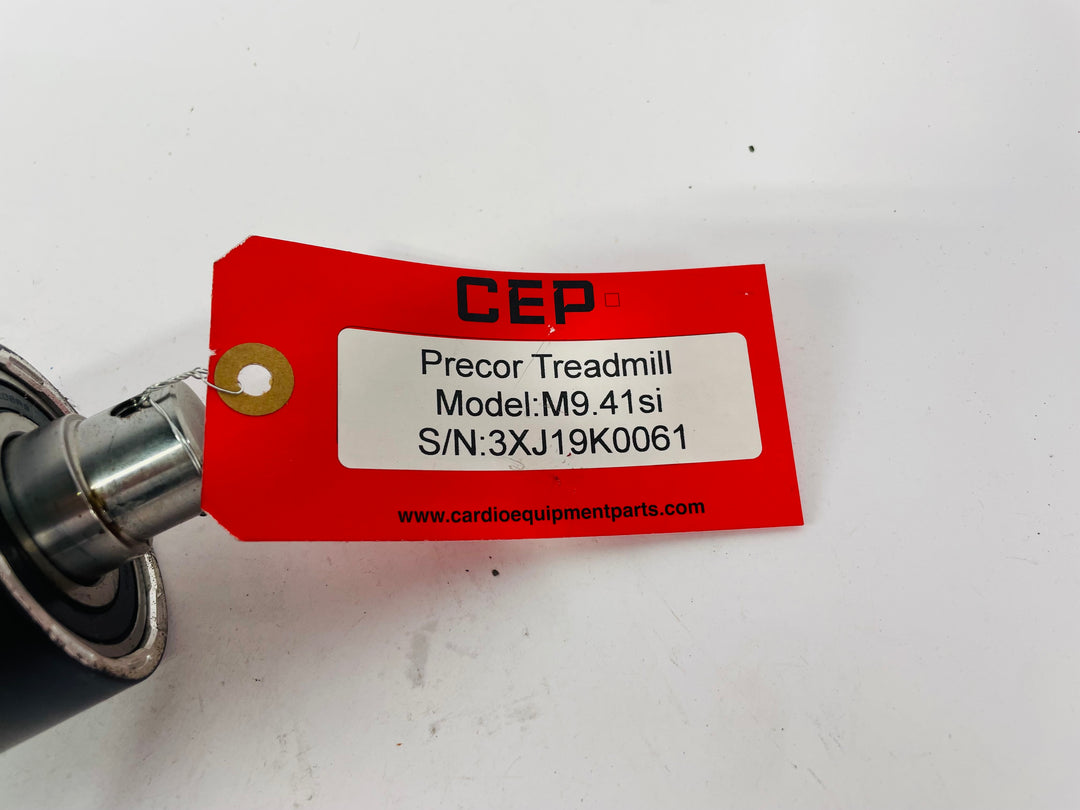 CEP
Precor Treadmill
Model:M9.41si
S/N:3XJ19K0061
www.cardioequipmentparts.com